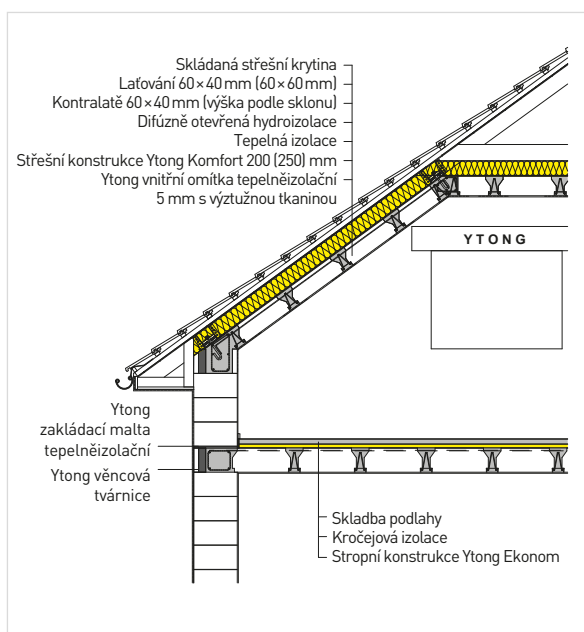 Skládaná střešní krytina
Laťování 60×40 mm (60×60 mm)
Kontralatě 60×40 mm (výška podle sklonu)
Difúzně otevřená hydroizolace
Tepelná izolace
Střešní konstrukce Ytong Komfort 200 (250) mm
Ytong vnitřní omítka tepelněizolační
5 mm s výztužnou tkaninou
YTONG
Ytong
zakládací malta
tepelněizolační
Ytong věncová
tvárnice
Skladba podlahy
Kročejová izolace
Stropní konstrukce Ytong Ekonom